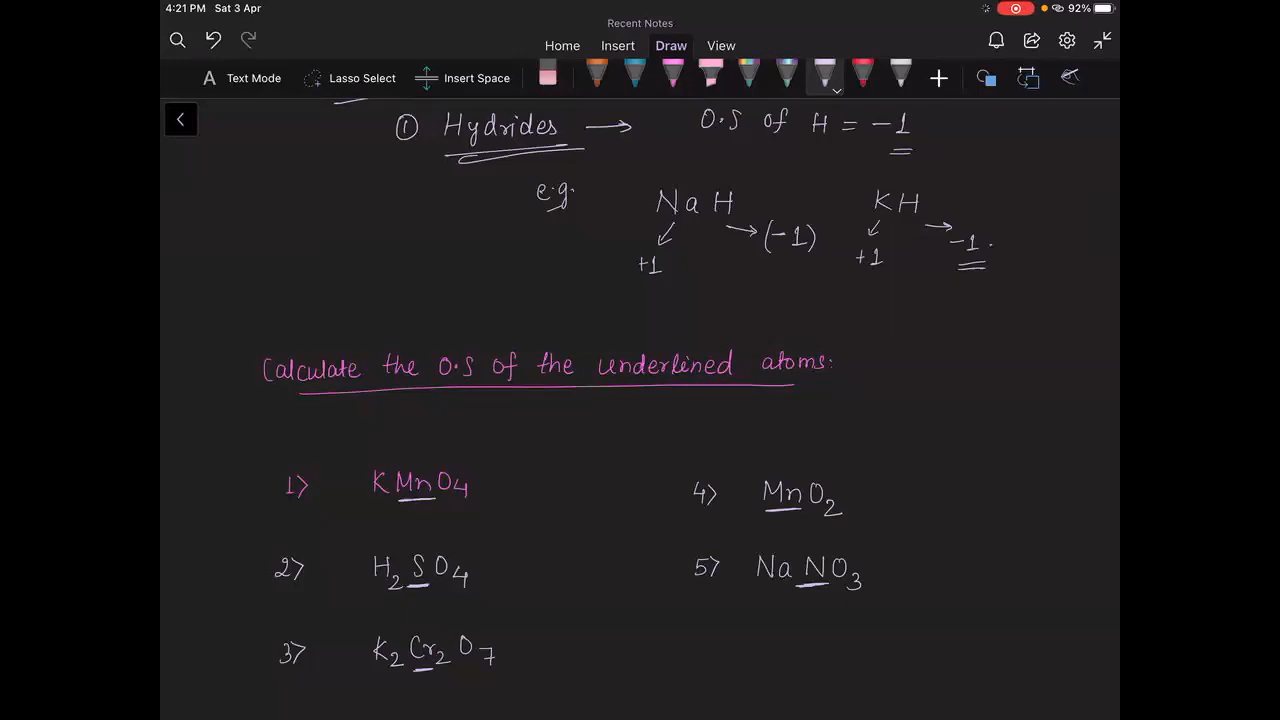 4:21 PM Sat 3 Apr
92%
Recent Notes
Home Insert Draw View
Text Mode Lasso Select Insert Space
① Hydrides → O.S of H = -1
e.g. NaH KH
+1 (-1) +1 -1.
Calculate the O.S of the underlined atoms:
1> KMnO4 4> MnO2
2> H2SO4 5> NaNO3
3> K2Cr2O7